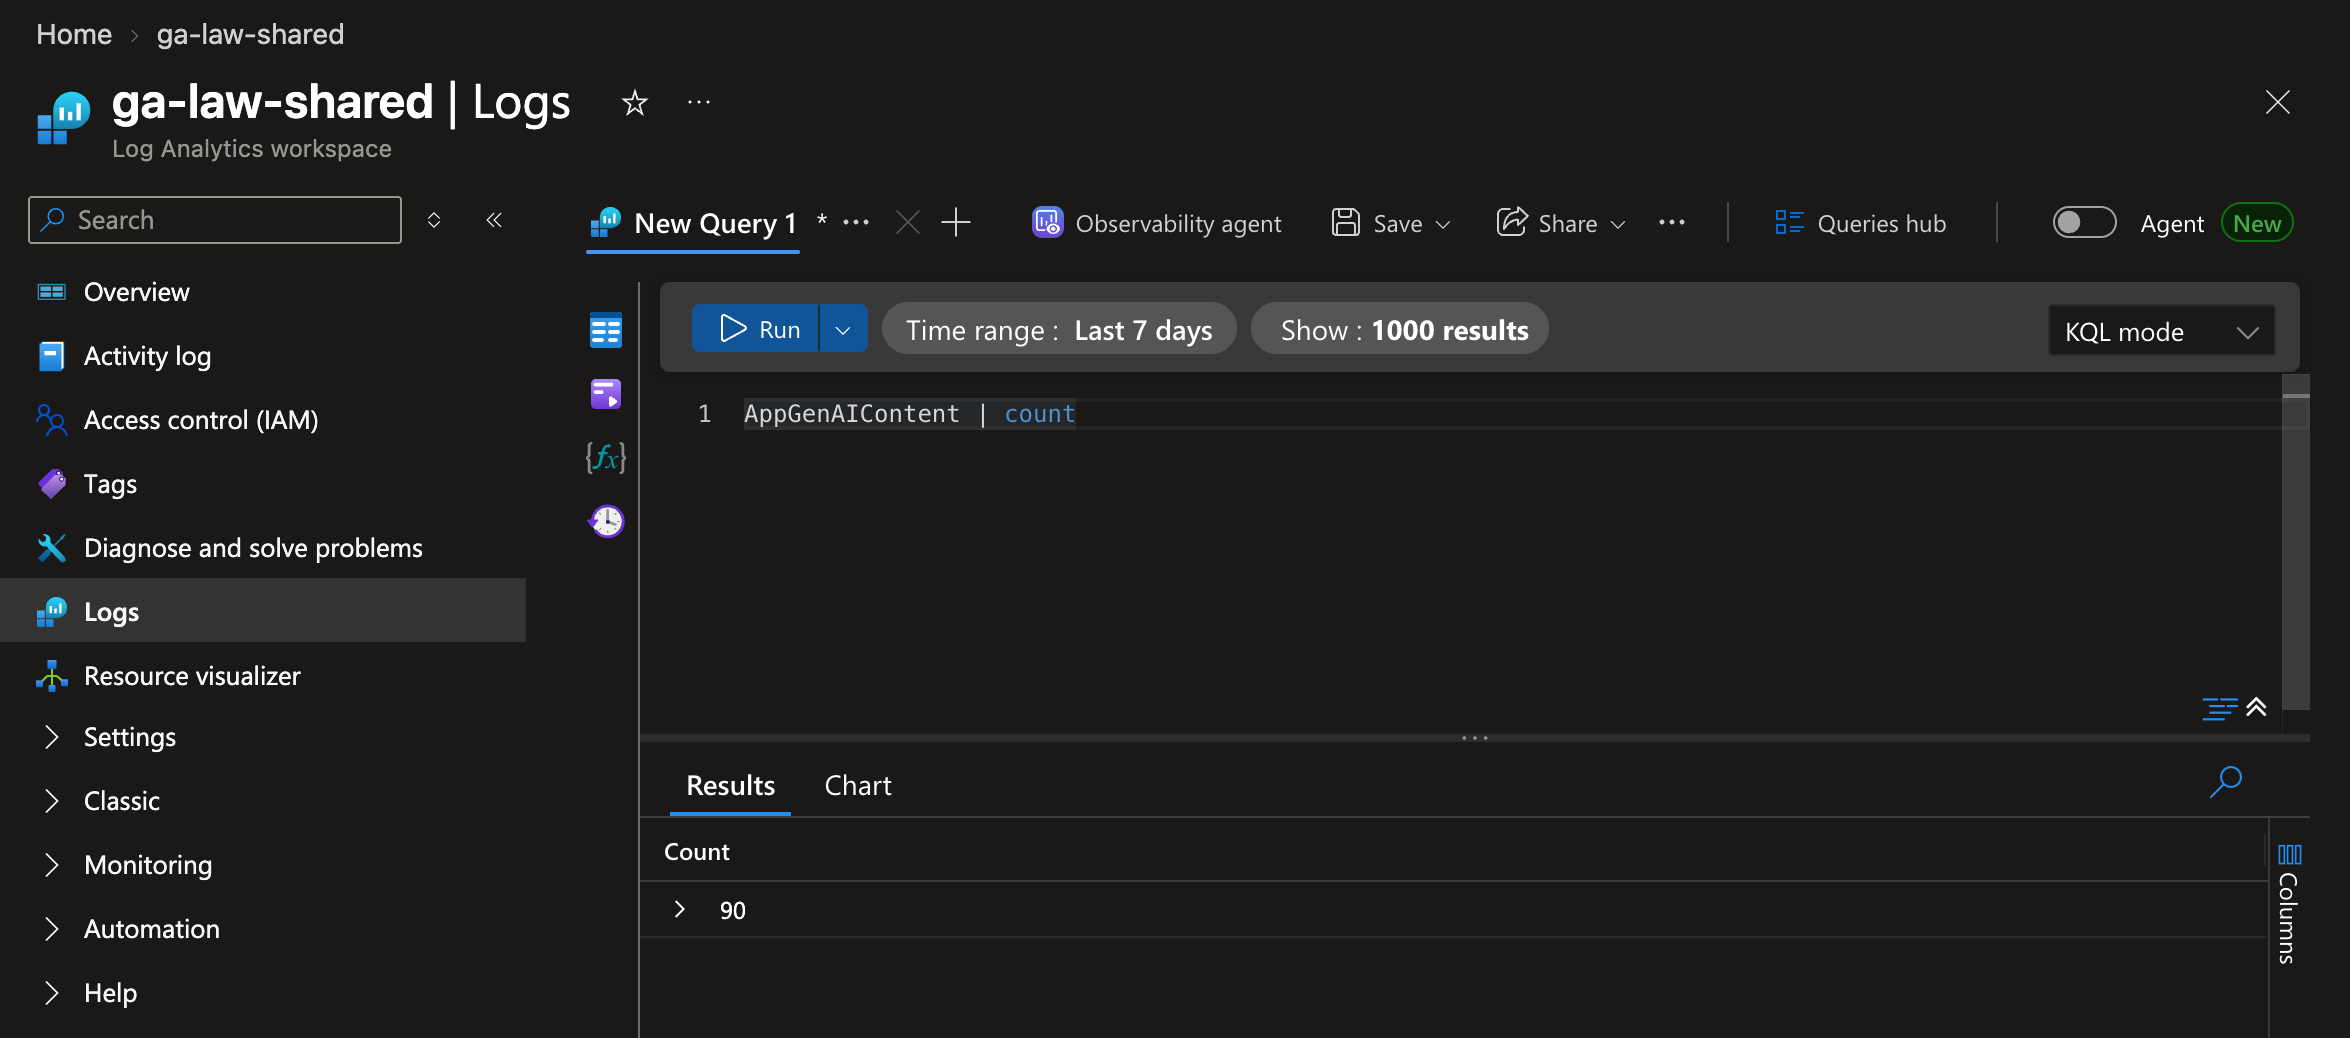 Home > ga-law-shared
ga-law-shared | Logs
Log Analytics workspace
Search
Overview
Activity log
Access control (IAM)
Tags
Diagnose and solve problems
Logs
Resource visualizer
Settings
Classic
Monitoring
Automation
Help
New Query 1 *
Observability agent
Save
Share
Queries hub
Agent
New
Run
Time range : Last 7 days
Show : 1000 results
KQL mode
{fx}
1 AppGenAIContent | count
Results
Chart
Count
90
Columns